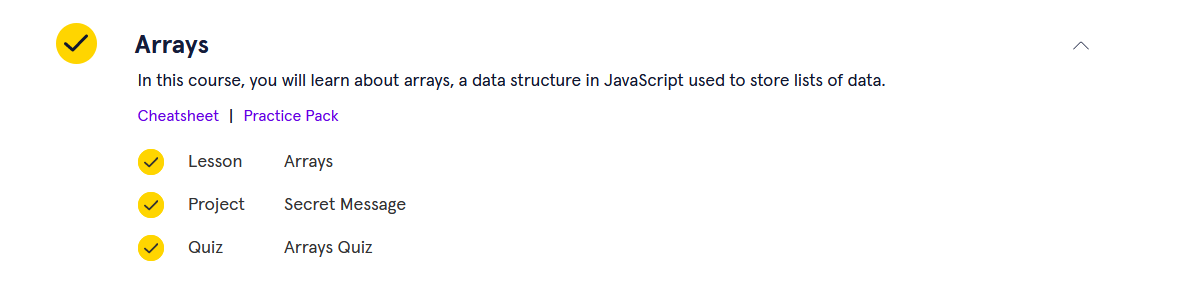 Arrays
In this course, you will learn about arrays, a data structure in JavaScript used to store lists of data.
Cheatsheet | Practice Pack
Lesson Arrays
Project Secret Message
Quiz Arrays Quiz